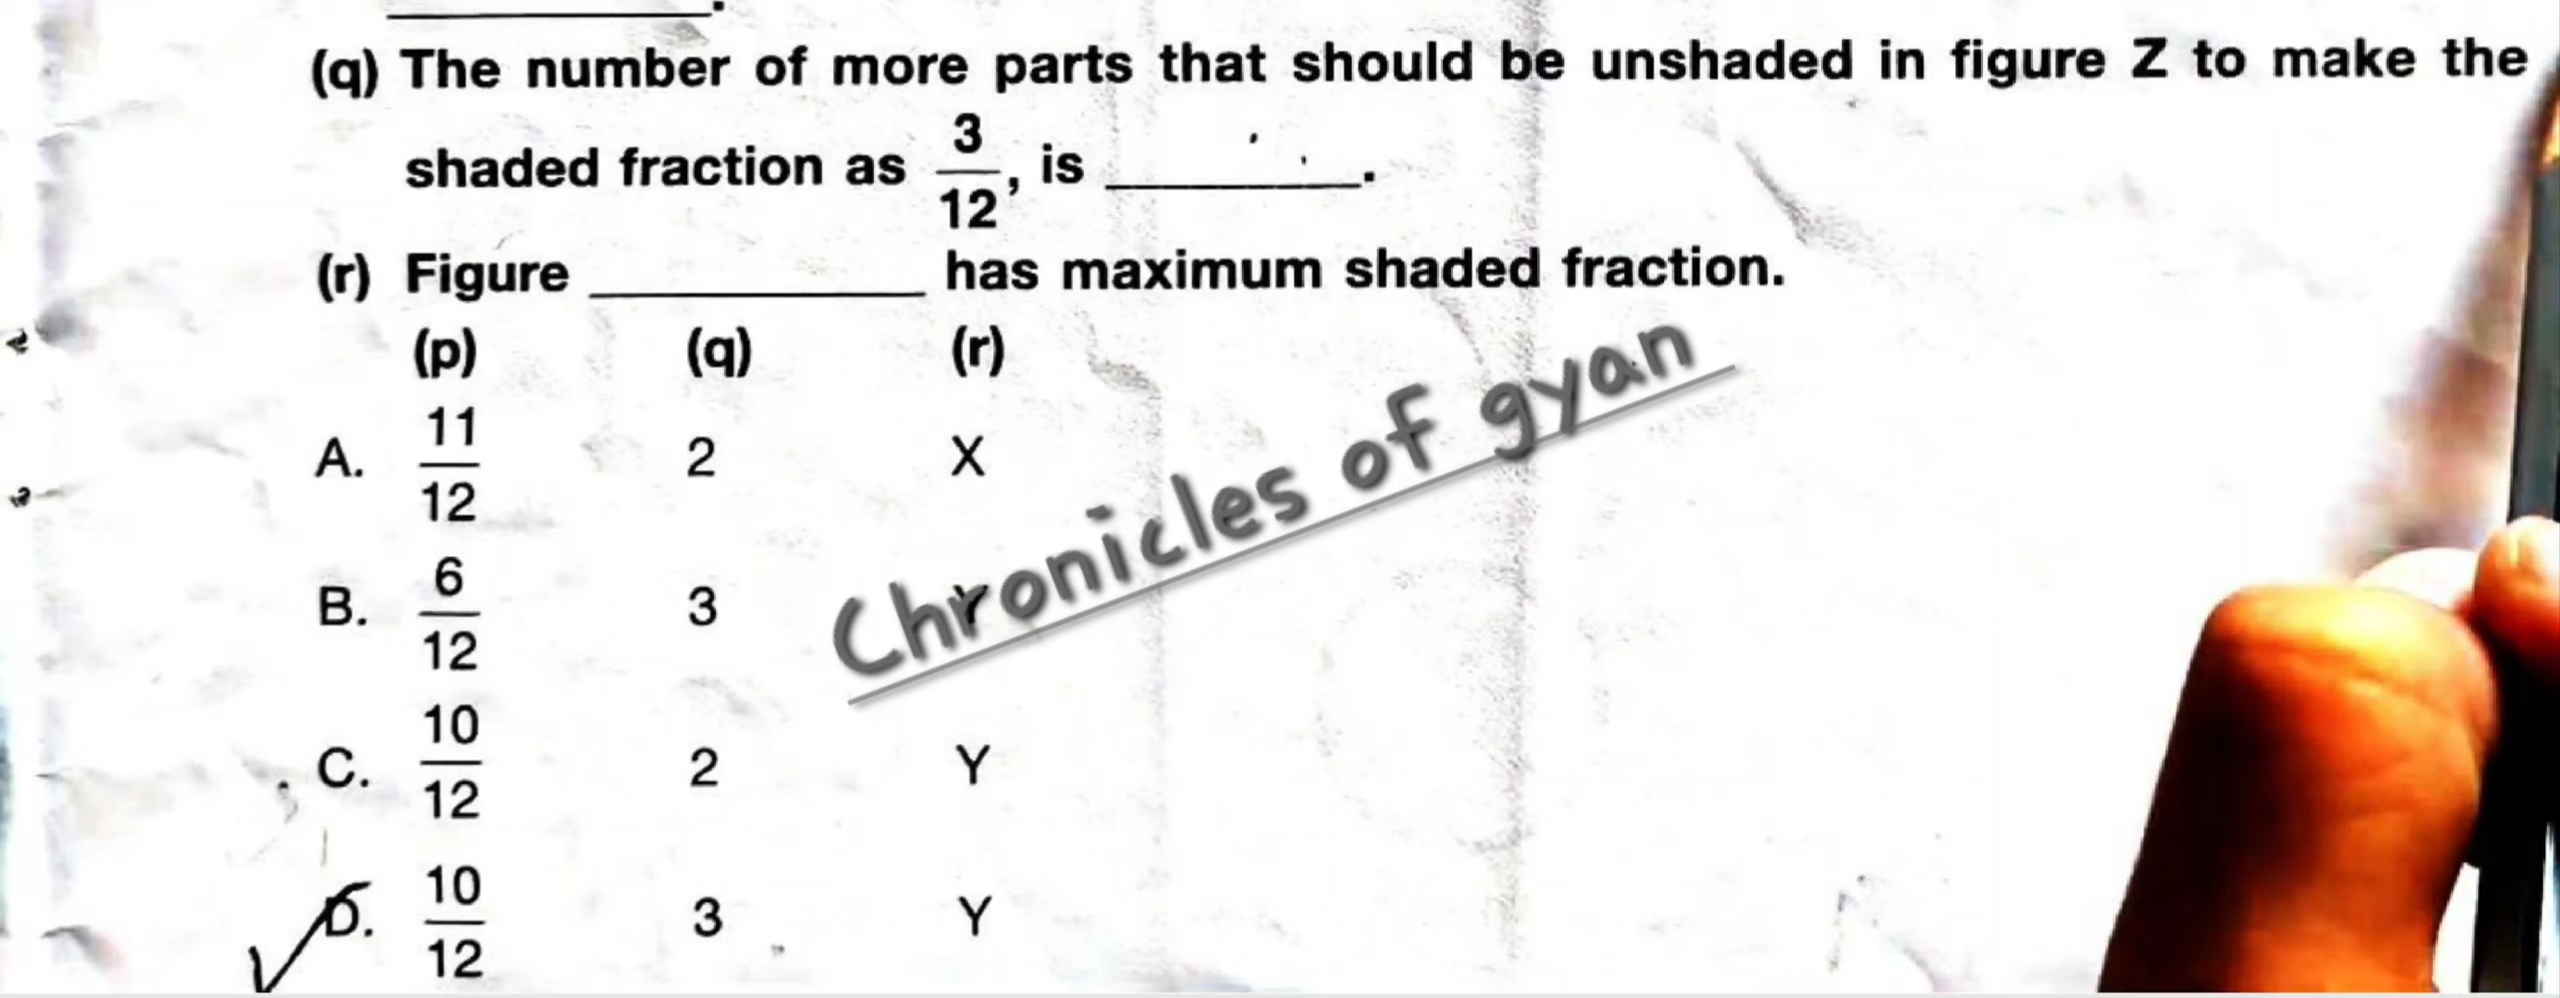 (q) The number of more parts that should be unshaded in figure Z to make the
shaded fraction as 3/12, is ________.
(r) Figure ________ has maximum shaded fraction.
(p) (q) (r)
A. 11/12 2 X
B. 6/12 3 Y
C. 10/12 2 Y
D. 10/12 3 Y
Chronicles of gyan